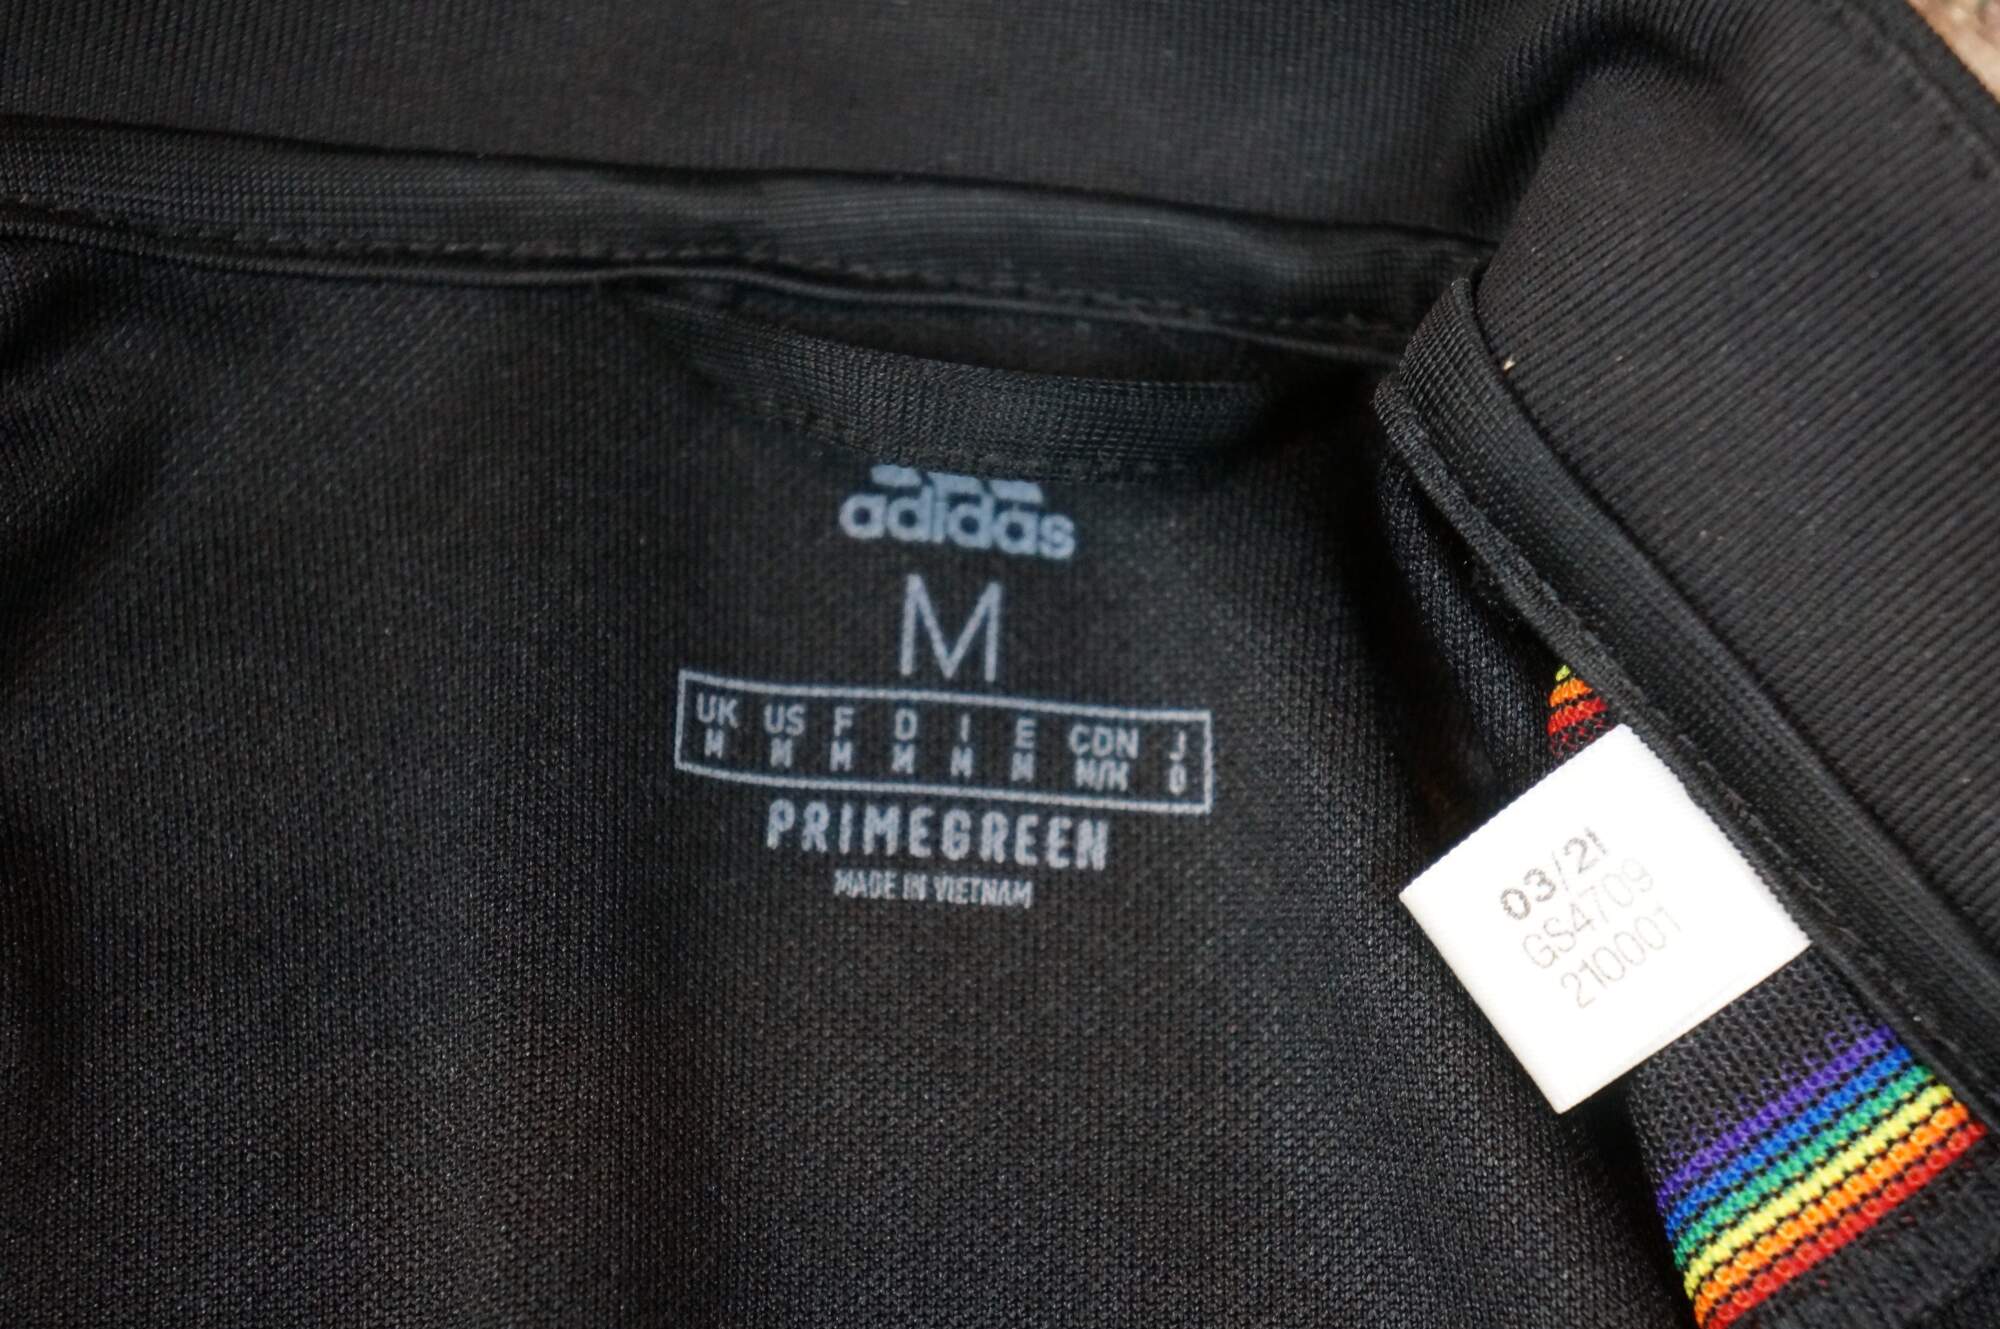 adidas
M
UK US F D I E CDN J
M M M M M M M/M O
PRIMEGREEN
MADE IN VIETNAM
03/21
GS4709
210001